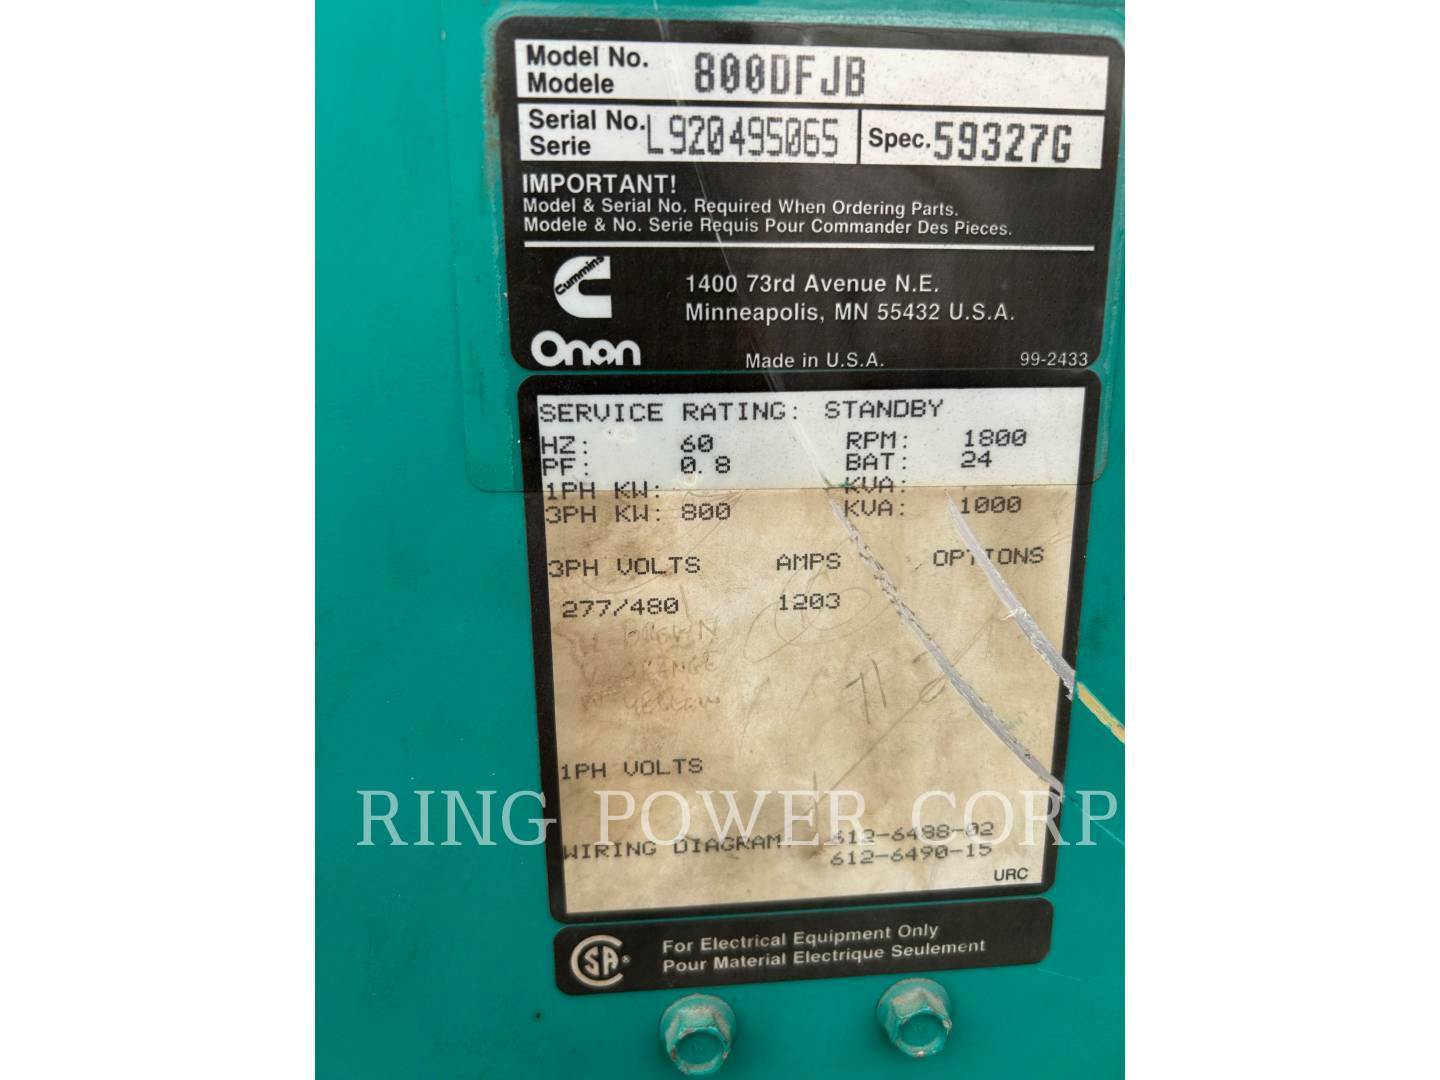 Model No. 800DFJB
Modele
Serial No. L920495065 Spec. 59327G
Serie
IMPORTANT!
Model & Serial No. Required When Ordering Parts.
Modele & No. Serie Requis Pour Commander Des Pieces.
Cummins
1400 73rd Avenue N.E.
Minneapolis, MN 55432 U.S.A.
Onan
Made in U.S.A. 99-2433
SERVICE RATING: STANDBY
HZ: 60 RPM: 1800
PF: 0.8 BAT: 24
1PH KW: KVA:
3PH KW: 800 KVA: 1000
3PH VOLTS AMPS OPTIONS
277/480 1203
BROWN
V ORANGE
W YELLOW
1PH VOLTS
RING POWER CORP
WIRING DIAGRAM: 612-6488-02
612-6490-15
URC
CSA
For Electrical Equipment Only
Pour Material Electrique Seulement